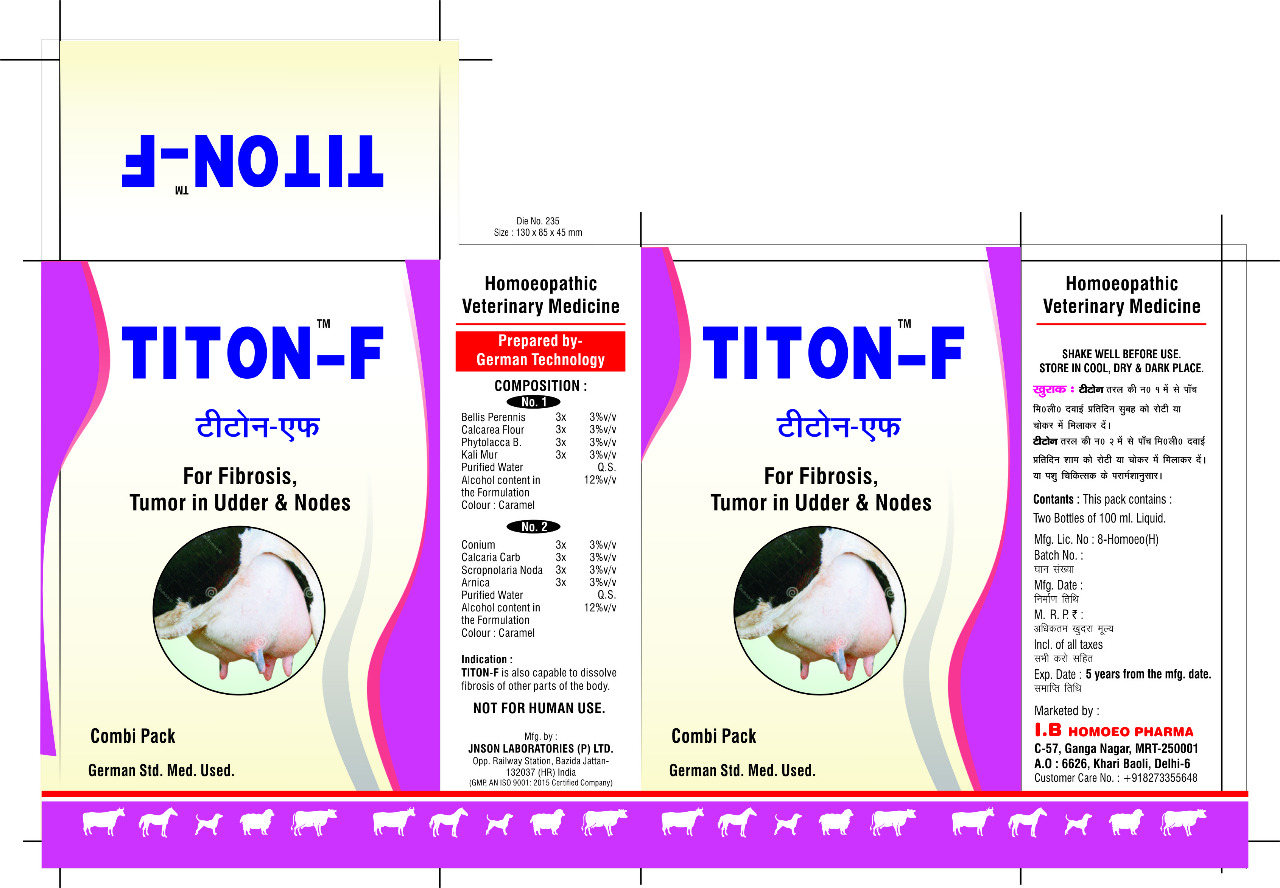 TITON-F
TM
Die No. 235
Size : 130 x 85 x 45 mm
TITON-F
TM
टीटोन-एफ
For Fibrosis,
Tumor in Udder & Nodes
Combi Pack
German Std. Med. Used.
Homoeopathic
Veterinary Medicine
Prepared by-
German Technology
COMPOSITION :
No. 1
Bellis Perennis 3x 3%v/v
Calcarea Flour 3x 3%v/v
Phytolacca B. 3x 3%v/v
Kali Mur 3x 3%v/v
Purified Water Q.S.
Alcohol content in 12%v/v
the Formulation
Colour : Caramel
No. 2
Conium 3x 3%v/v
Calcaria Carb 3x 3%v/v
Scropnolaria Noda 3x 3%v/v
Arnica 3x 3%v/v
Purified Water Q.S.
Alcohol content in 12%v/v
the Formulation
Colour : Caramel
Indication :
TITON-F is also capable to dissolve
fibrosis of other parts of the body.
NOT FOR HUMAN USE.
Mfg. by :
JNSON LABORATORIES (P) LTD.
Opp. Railway Station, Bazida Jattan-
132037 (HR) India
(GMP, AN ISO 9001: 2015 Certified Company)
TITON-F
TM
टीटोन-एफ
For Fibrosis,
Tumor in Udder & Nodes
Combi Pack
German Std. Med. Used.
Homoeopathic
Veterinary Medicine
SHAKE WELL BEFORE USE.
STORE IN COOL, DRY & DARK PLACE.
खुराक : टीटोन तरल की न० १ में से पाँच
मि०ली० दवाई प्रतिदिन सुबह को रोटी या
चोकर में मिलाकर दें।
टीटोन तरल की न० २ में से पाँच मि०ली० दवाई
प्रतिदिन शाम को रोटी या चोकर में मिलाकर दें।
या पशु चिकित्सक के परार्मशानुसार।
Contants : This pack contains :
Two Bottles of 100 ml. Liquid.
Mfg. Lic. No : 8-Homoeo(H)
Batch No. :
घान संख्या
Mfg. Date :
निर्माण तिथि
M. R. P. ₹ :
अधिकतम खुदरा मूल्य
Incl. of all taxes
सभी करो सहित
Exp. Date : 5 years from the mfg. date.
समाप्ति तिथि
Marketed by :
I.B HOMOEO PHARMA
C-57, Ganga Nagar, MRT-250001
A.O : 6626, Khari Baoli, Delhi-6
Customer Care No. : +918273355648